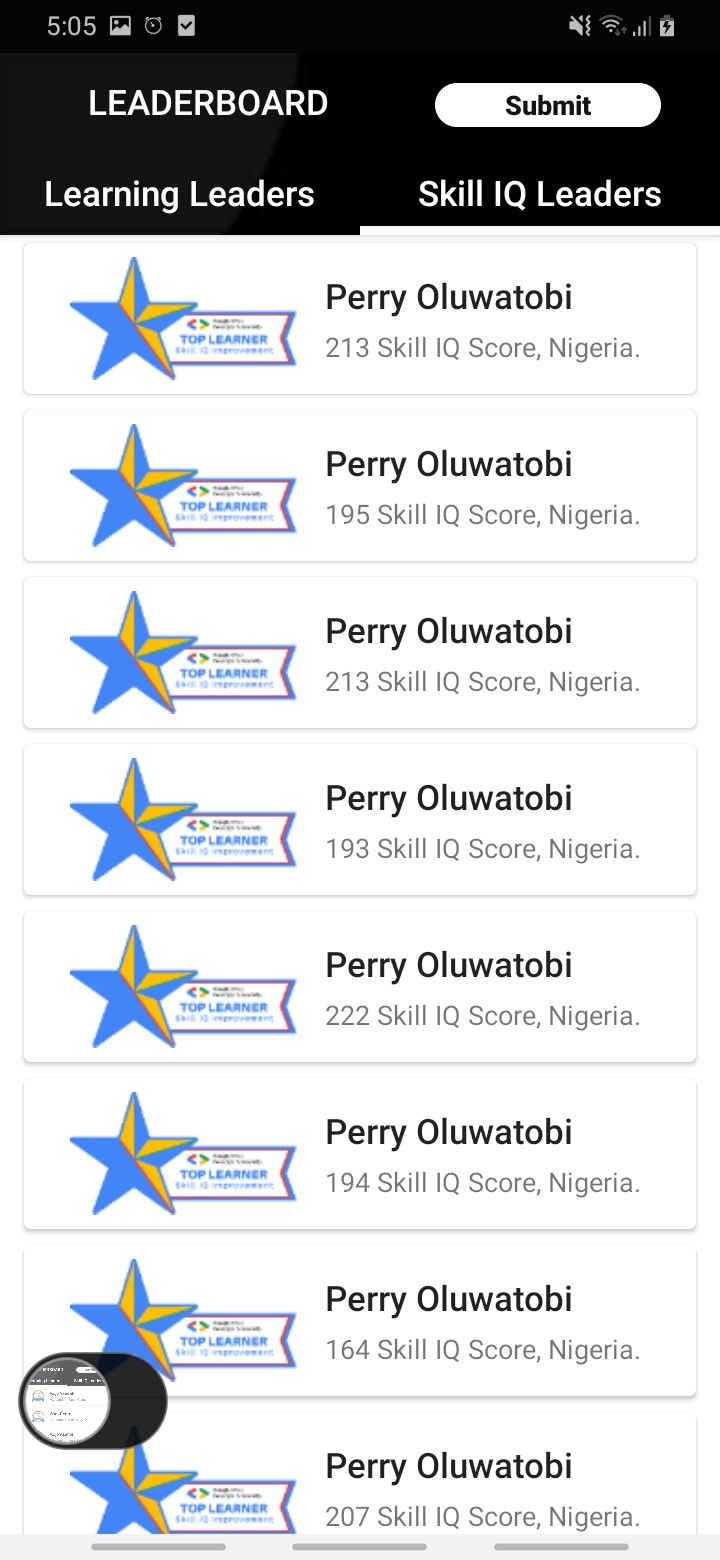 5:05
LEADERBOARD
Submit
Learning Leaders
Skill IQ Leaders
TOP LEARNER
Skill IQ Improvement
Perry Oluwatobi
213 Skill IQ Score, Nigeria.
TOP LEARNER
Skill IQ Improvement
Perry Oluwatobi
195 Skill IQ Score, Nigeria.
TOP LEARNER
Skill IQ Improvement
Perry Oluwatobi
213 Skill IQ Score, Nigeria.
TOP LEARNER
Skill IQ Improvement
Perry Oluwatobi
193 Skill IQ Score, Nigeria.
TOP LEARNER
Skill IQ Improvement
Perry Oluwatobi
222 Skill IQ Score, Nigeria.
TOP LEARNER
Skill IQ Improvement
Perry Oluwatobi
194 Skill IQ Score, Nigeria.
TOP LEARNER
Skill IQ Improvement
Perry Oluwatobi
164 Skill IQ Score, Nigeria.
TOP LEARNER
Skill IQ Improvement
Perry Oluwatobi
207 Skill IQ Score, Nigeria.